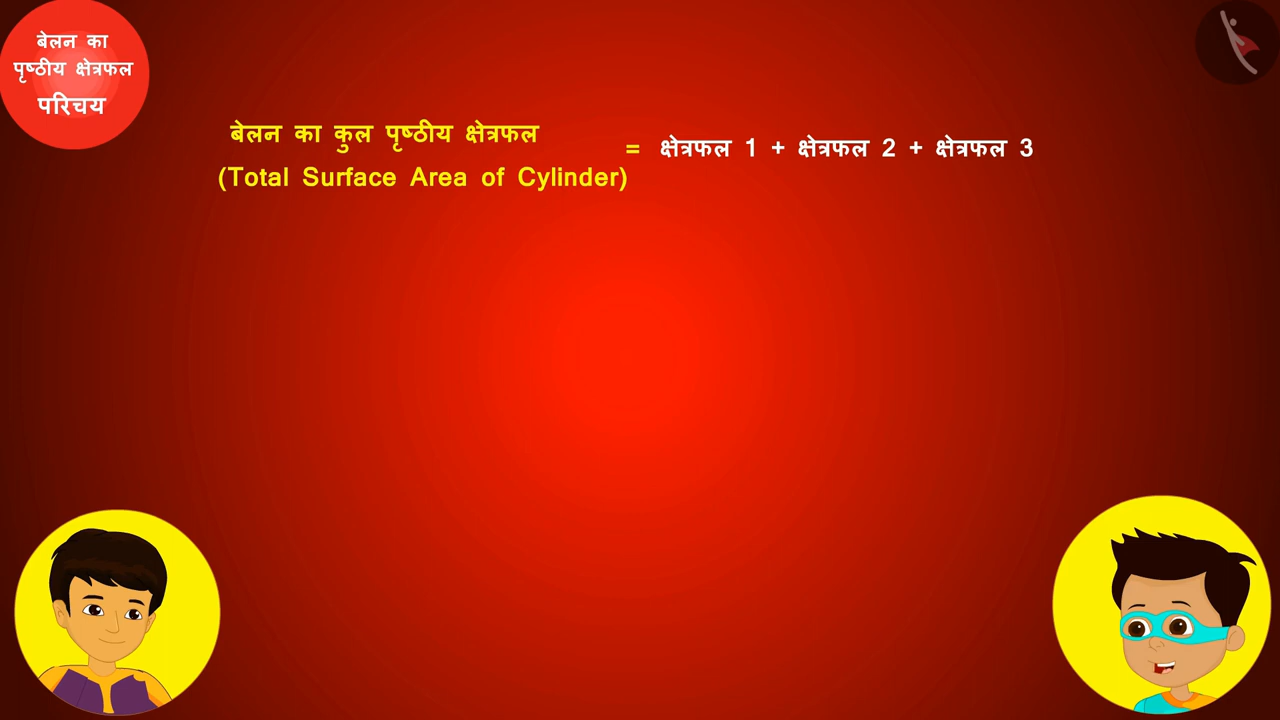 बेलन का
पृष्ठीय क्षेत्रफल
परिचय
बेलन का कुल पृष्ठीय क्षेत्रफल
(Total Surface Area of Cylinder)
= क्षेत्रफल 1 + क्षेत्रफल 2 + क्षेत्रफल 3